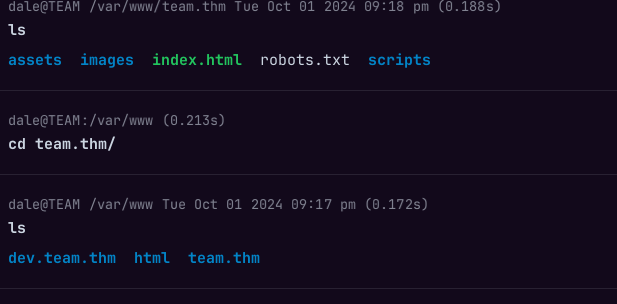 dale@TEAM /var/www/team.thm Tue Oct 01 2024 09:18 pm (0.188s)
ls
assets  images  index.html  robots.txt  scripts
dale@TEAM:/var/www (0.213s)
cd team.thm/
dale@TEAM /var/www Tue Oct 01 2024 09:17 pm (0.172s)
ls
dev.team.thm  html  team.thm